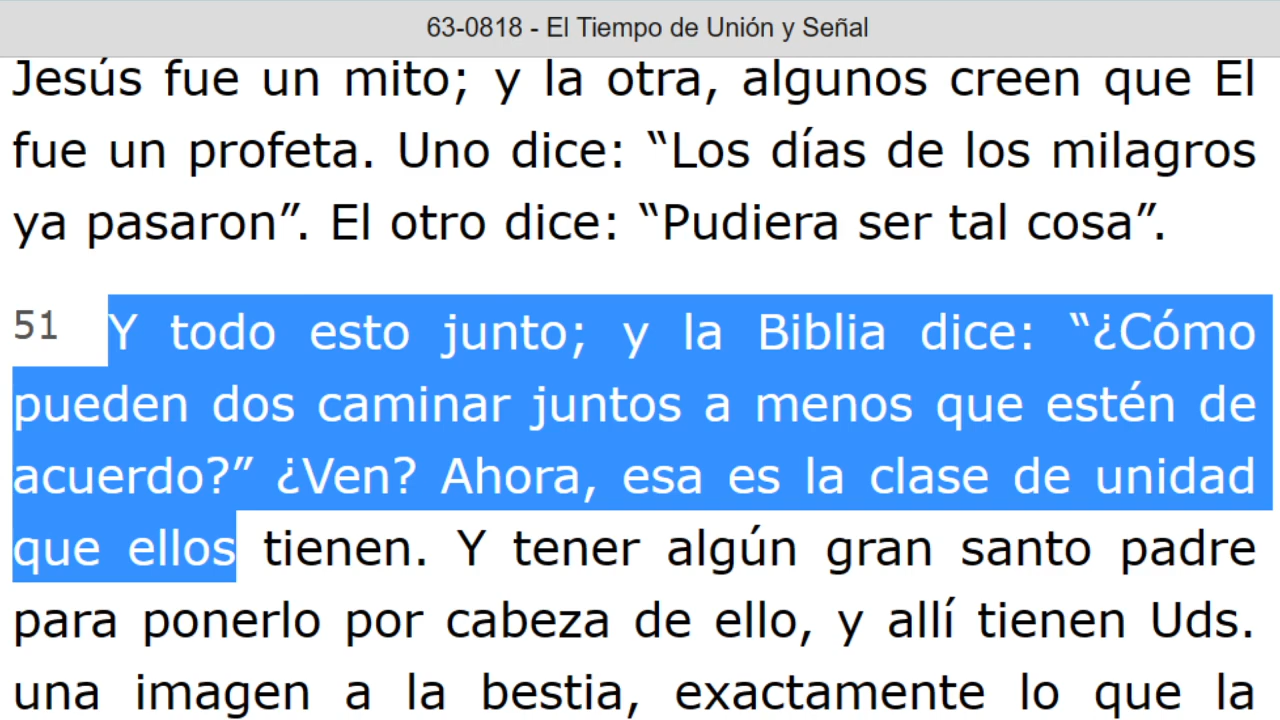 63-0818 - El Tiempo de Unión y Señal
Jesús fue un mito; y la otra, algunos creen que El
fue un profeta. Uno dice: “Los días de los milagros
ya pasaron”. El otro dice: “Pudiera ser tal cosa”.
51 Y todo esto junto; y la Biblia dice: “¿Cómo
pueden dos caminar juntos a menos que estén de
acuerdo?” ¿Ven? Ahora, esa es la clase de unidad
que ellos tienen. Y tener algún gran santo padre
para ponerlo por cabeza de ello, y allí tienen Uds.
una imagen a la bestia, exactamente lo que la